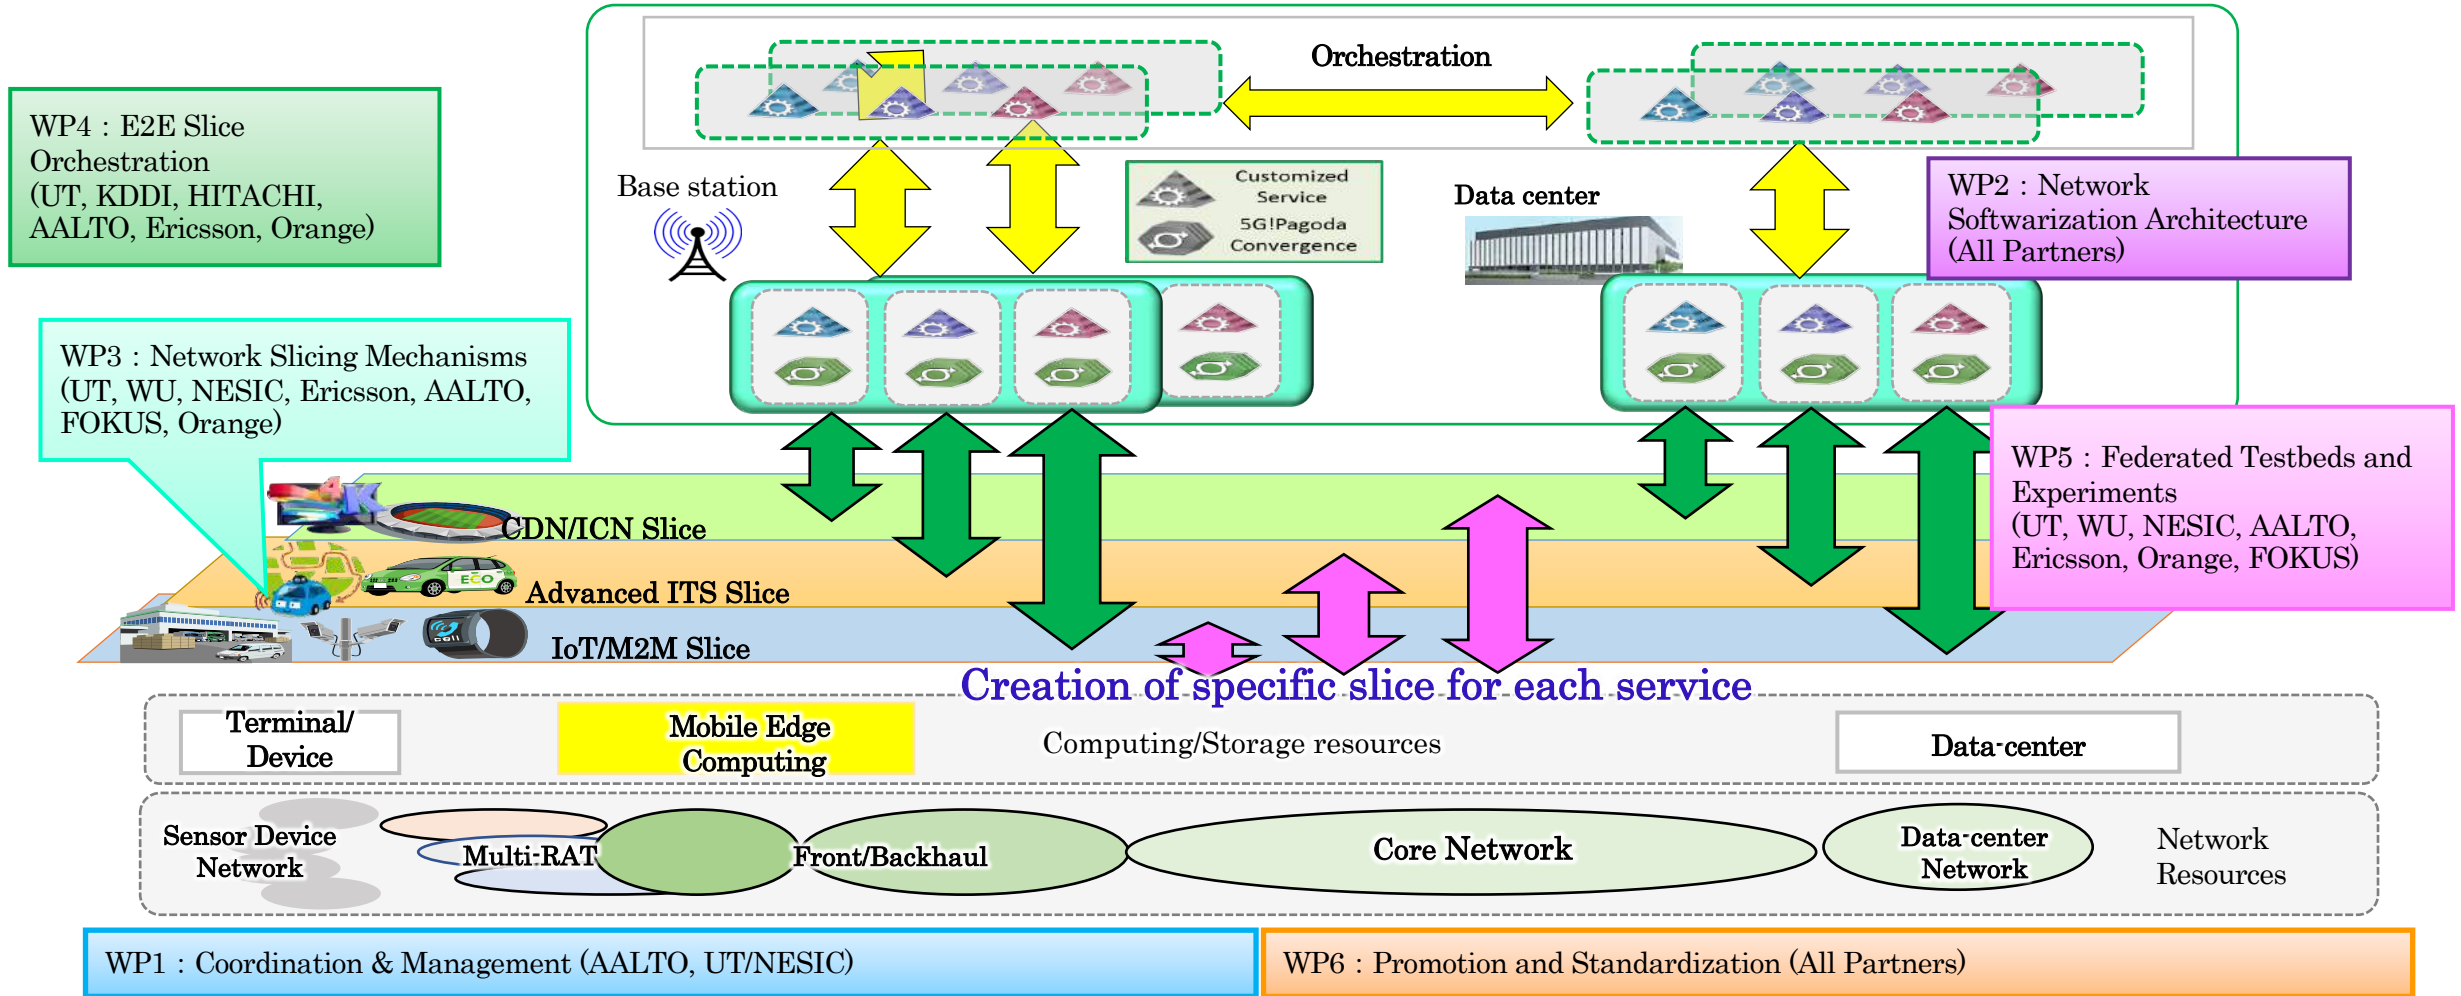 Orchestration
WP4：E2E Slice
Orchestration
(UT, KDDI, HITACHI,
AALTO, Ericsson, Orange)
Base station
Customized
Service
5G!Pagoda
Convergence
Data center
WP2：Network
Softwarization Architecture
(All Partners)
WP3：Network Slicing Mechanisms
(UT, WU, NESIC, Ericsson, AALTO,
FOKUS, Orange)
WP5：Federated Testbeds and
Experiments
(UT, WU, NESIC, AALTO,
Ericsson, Orange, FOKUS)
4K
CDN/ICN Slice
ECO
Advanced ITS Slice
IoT/M2M Slice
Creation of specific slice for each service
Terminal/
Device
Mobile Edge
Computing
Computing/Storage resources
Data-center
Sensor Device
Network
Multi-RAT
Front/Backhaul
Core Network
Data-center
Network
Network
Resources
WP1：Coordination & Management (AALTO, UT/NESIC)
WP6：Promotion and Standardization (All Partners)